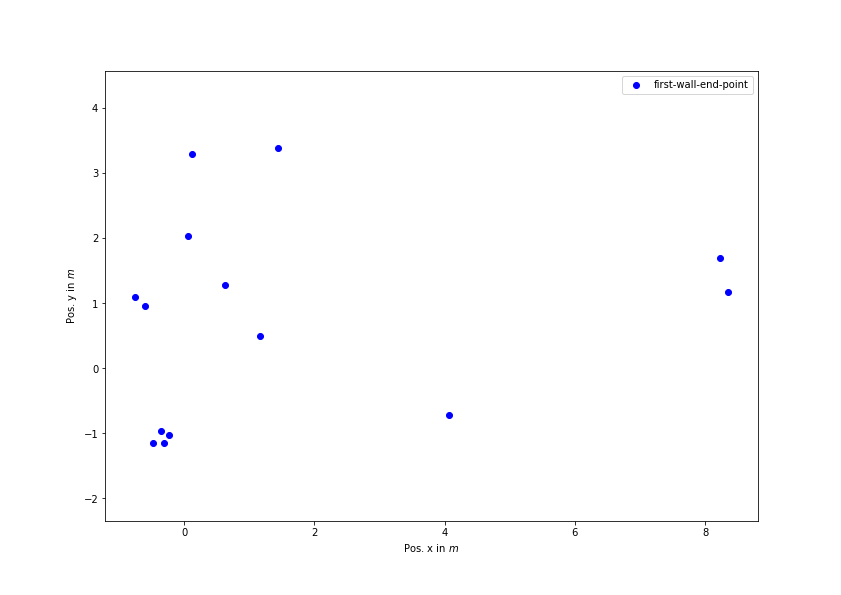 first-wall-end-point
4
3
2
1
0
−1
−2
Pos. y in m
0 2 4 6 8
Pos. x in m